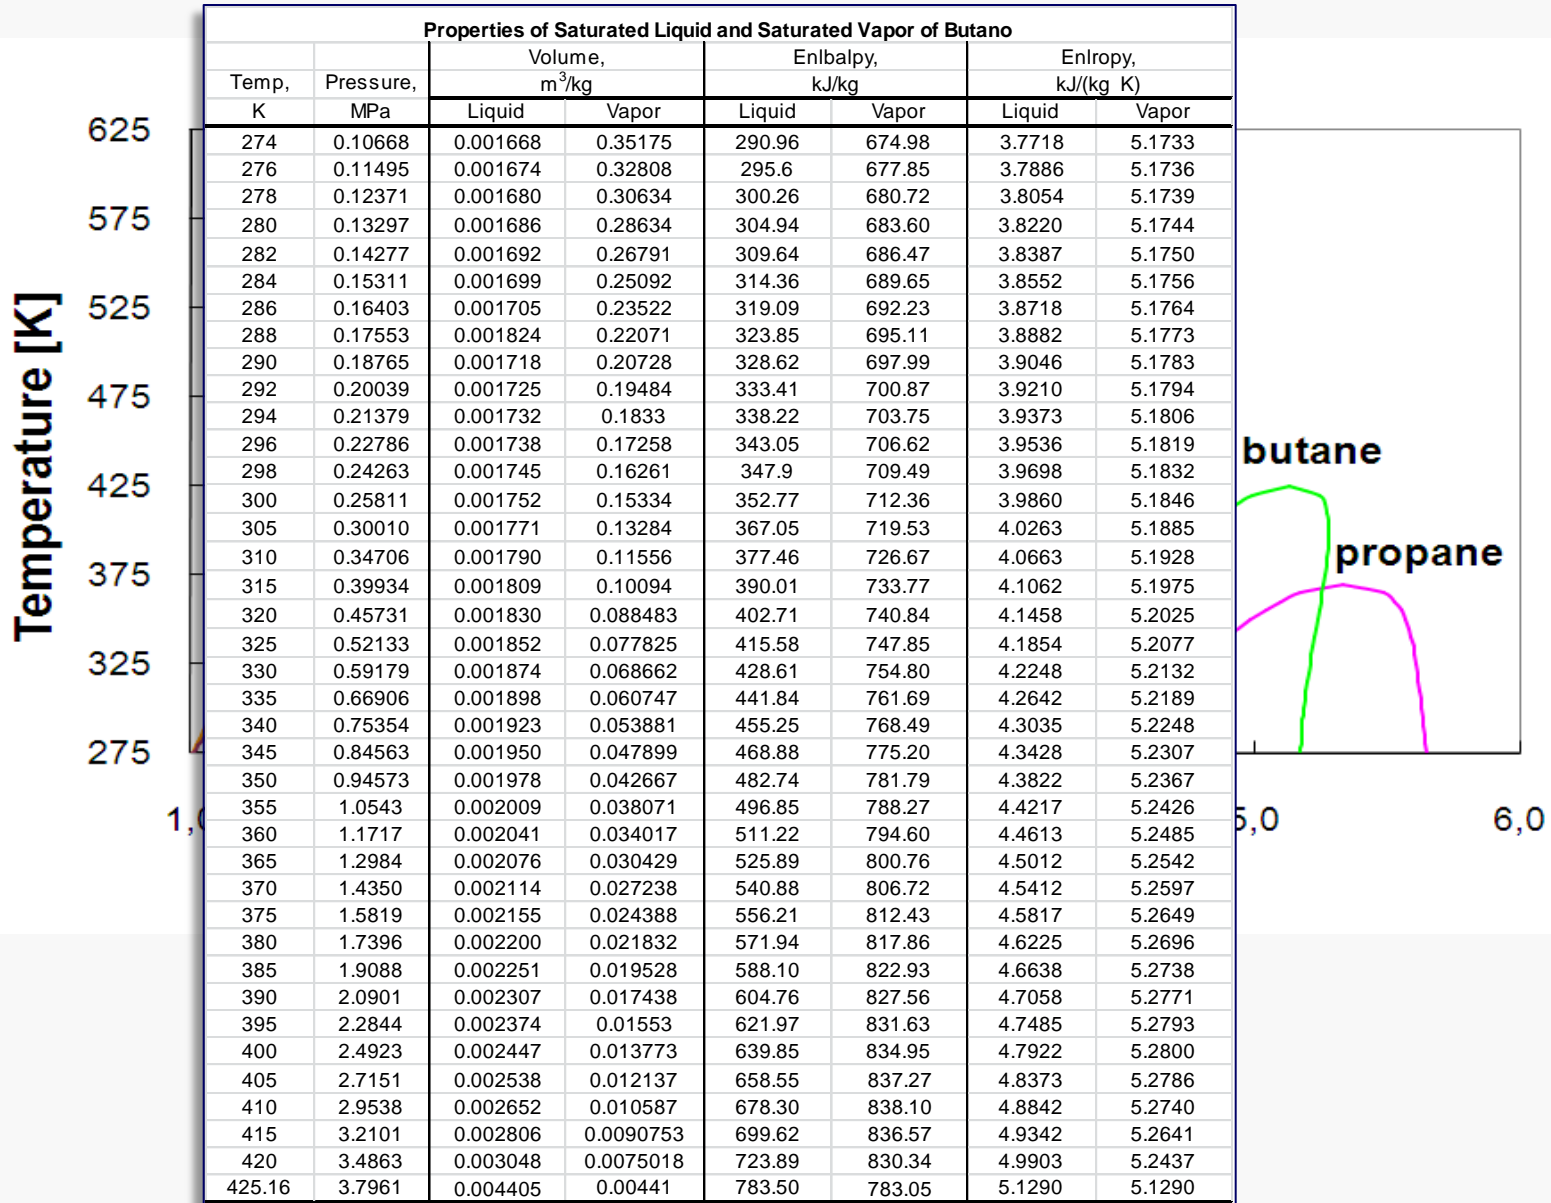 Properties of Saturated Liquid and Saturated Vapor of Butano
Volume, Enlbalpy, Enlropy,
Temp, Pressure, m³/kg kJ/kg kJ/(kg K)
K MPa Liquid Vapor Liquid Vapor Liquid Vapor
274 0.10668 0.001668 0.35175 290.96 674.98 3.7718 5.1733
276 0.11495 0.001674 0.32808 295.6 677.85 3.7886 5.1736
278 0.12371 0.001680 0.30634 300.26 680.72 3.8054 5.1739
280 0.13297 0.001686 0.28634 304.94 683.60 3.8220 5.1744
282 0.14277 0.001692 0.26791 309.64 686.47 3.8387 5.1750
284 0.15311 0.001699 0.25092 314.36 689.65 3.8552 5.1756
286 0.16403 0.001705 0.23522 319.09 692.23 3.8718 5.1764
288 0.17553 0.001824 0.22071 323.85 695.11 3.8882 5.1773
290 0.18765 0.001718 0.20728 328.62 697.99 3.9046 5.1783
292 0.20039 0.001725 0.19484 333.41 700.87 3.9210 5.1794
294 0.21379 0.001732 0.1833 338.22 703.75 3.9373 5.1806
296 0.22786 0.001738 0.17258 343.05 706.62 3.9536 5.1819
298 0.24263 0.001745 0.16261 347.9 709.49 3.9698 5.1832
300 0.25811 0.001752 0.15334 352.77 712.36 3.9860 5.1846
305 0.30010 0.001771 0.13284 367.05 719.53 4.0263 5.1885
310 0.34706 0.001790 0.11556 377.46 726.67 4.0663 5.1928
315 0.39934 0.001809 0.10094 390.01 733.77 4.1062 5.1975
320 0.45731 0.001830 0.088483 402.71 740.84 4.1458 5.2025
325 0.52133 0.001852 0.077825 415.58 747.85 4.1854 5.2077
330 0.59179 0.001874 0.068662 428.61 754.80 4.2248 5.2132
335 0.66906 0.001898 0.060747 441.84 761.69 4.2642 5.2189
340 0.75354 0.001923 0.053881 455.25 768.49 4.3035 5.2248
345 0.84563 0.001950 0.047899 468.88 775.20 4.3428 5.2307
350 0.94573 0.001978 0.042667 482.74 781.79 4.3822 5.2367
355 1.0543 0.002009 0.038071 496.85 788.27 4.4217 5.2426
360 1.1717 0.002041 0.034017 511.22 794.60 4.4613 5.2485
365 1.2984 0.002076 0.030429 525.89 800.76 4.5012 5.2542
370 1.4350 0.002114 0.027238 540.88 806.72 4.5412 5.2597
375 1.5819 0.002155 0.024388 556.21 812.43 4.5817 5.2649
380 1.7396 0.002200 0.021832 571.94 817.86 4.6225 5.2696
385 1.9088 0.002251 0.019528 588.10 822.93 4.6638 5.2738
390 2.0901 0.002307 0.017438 604.76 827.56 4.7058 5.2771
395 2.2844 0.002374 0.01553 621.97 831.63 4.7485 5.2793
400 2.4923 0.002447 0.013773 639.85 834.95 4.7922 5.2800
405 2.7151 0.002538 0.012137 658.55 837.27 4.8373 5.2786
410 2.9538 0.002652 0.010587 678.30 838.10 4.8842 5.2740
415 3.2101 0.002806 0.0090753 699.62 836.57 4.9342 5.2641
420 3.4863 0.003048 0.0075018 723.89 830.34 4.9903 5.2437
425.16 3.7961 0.004405 0.00441 783.50 783.05 5.1290 5.1290
Temperature [K]
625
575
525
475
425
375
325
275
butane
propane
5,0 6,0